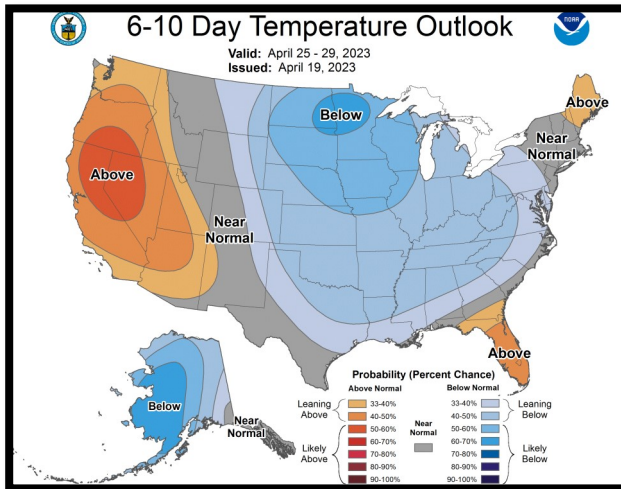 6-10 Day Temperature Outlook
NOAA
Valid: April 25 - 29, 2023
Issued: April 19, 2023
Above
Below
Above
Near
Normal
Near
Normal
Above
Below
Near
Normal
Probability (Percent Chance)
Above Normal
Below Normal
Leaning
Above
33-40%
40-50%
50-60%
60-70%
70-80%
80-90%
90-100%
Likely
Above
Near
Normal
33-40%
40-50%
50-60%
60-70%
70-80%
80-90%
90-100%
Leaning
Below
Likely
Below